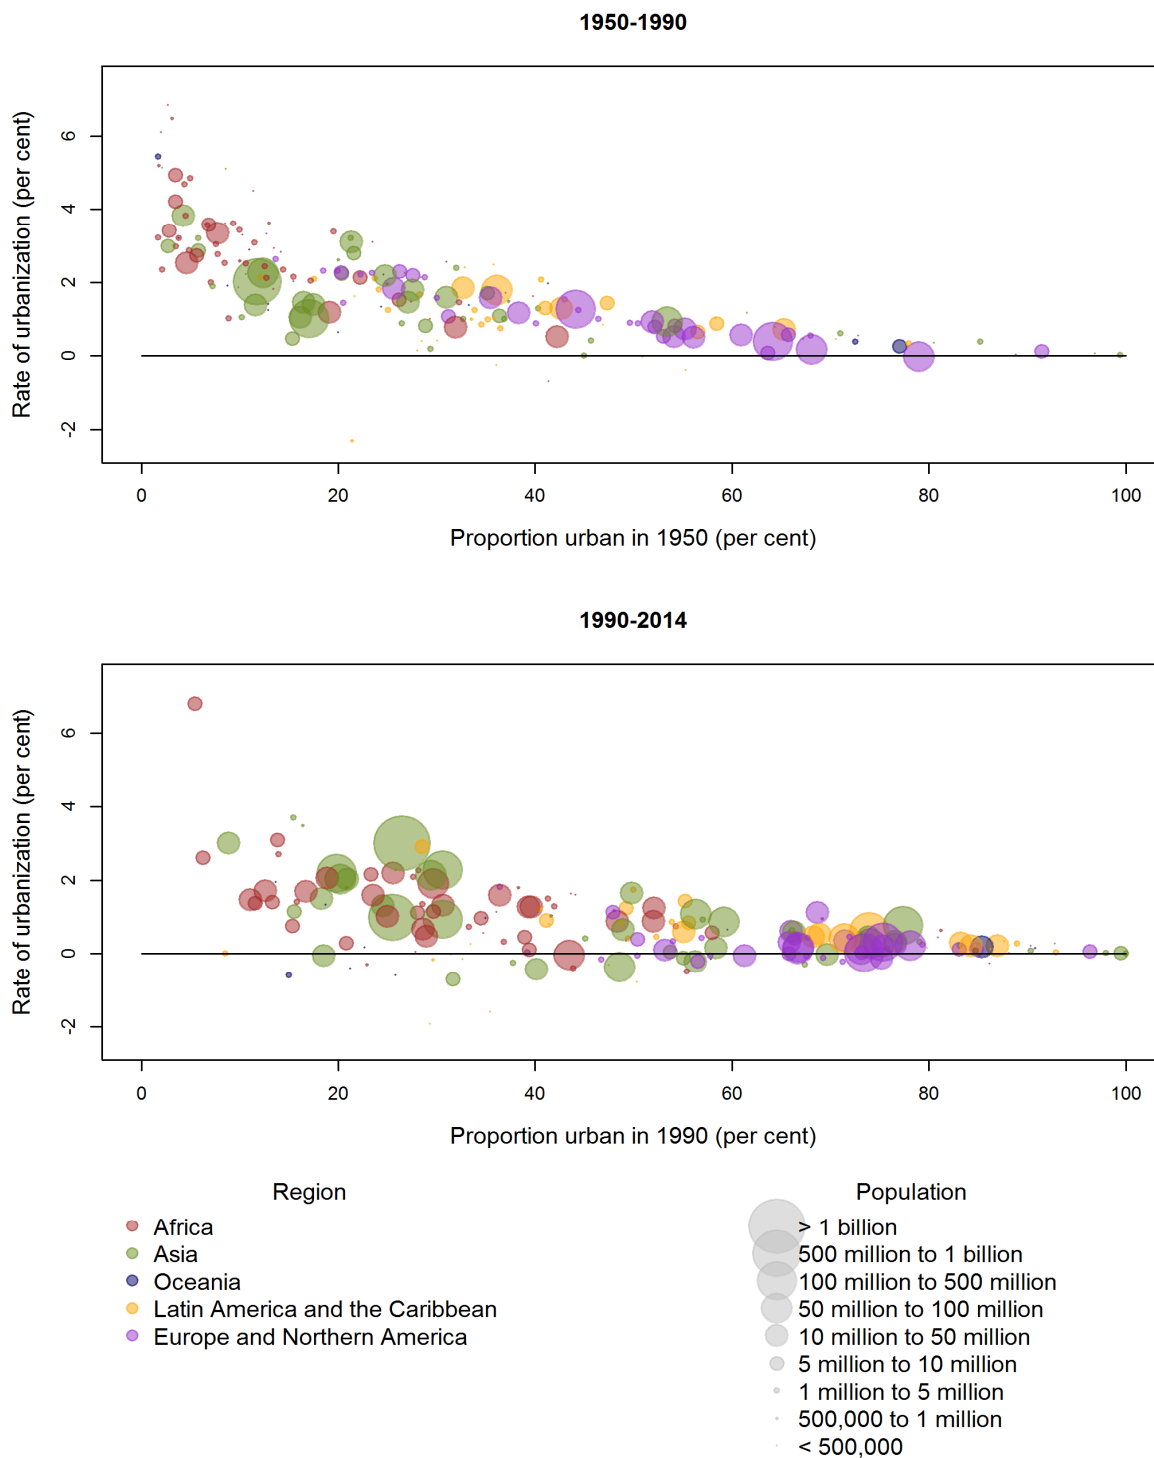 1950-1990
Rate of urbanization (per cent)
6
4
2
0
-2
0 20 40 60 80 100
Proportion urban in 1950 (per cent)
1990-2014
Rate of urbanization (per cent)
6
4
2
0
-2
0 20 40 60 80 100
Proportion urban in 1990 (per cent)
Region
Africa
Asia
Oceania
Latin America and the Caribbean
Europe and Northern America
Population
> 1 billion
500 million to 1 billion
100 million to 500 million
50 million to 100 million
10 million to 50 million
5 million to 10 million
1 million to 5 million
500,000 to 1 million
< 500,000